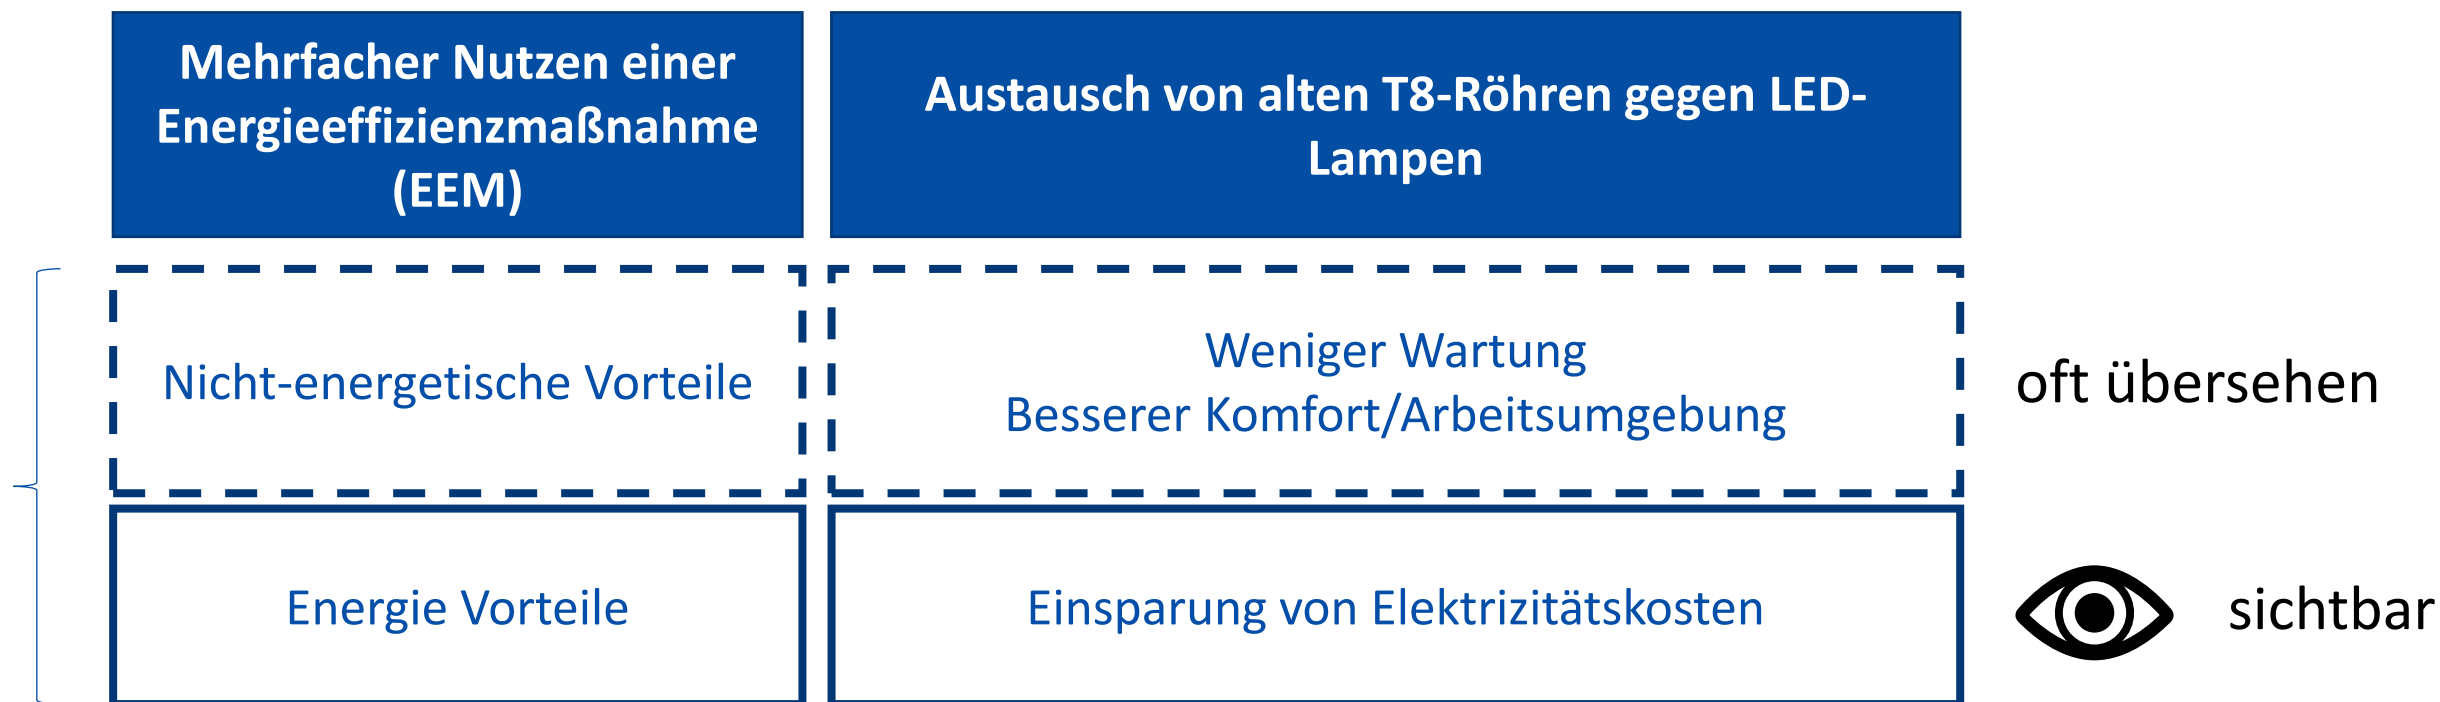 Mehrfacher Nutzen einer
Energieeffizienzmaßnahme
(EEM)
Austausch von alten T8-Röhren gegen LED-
Lampen
Nicht-energetische Vorteile
Weniger Wartung
Besserer Komfort/Arbeitsumgebung
oft übersehen
Energie Vorteile
Einsparung von Elektrizitätskosten
sichtbar